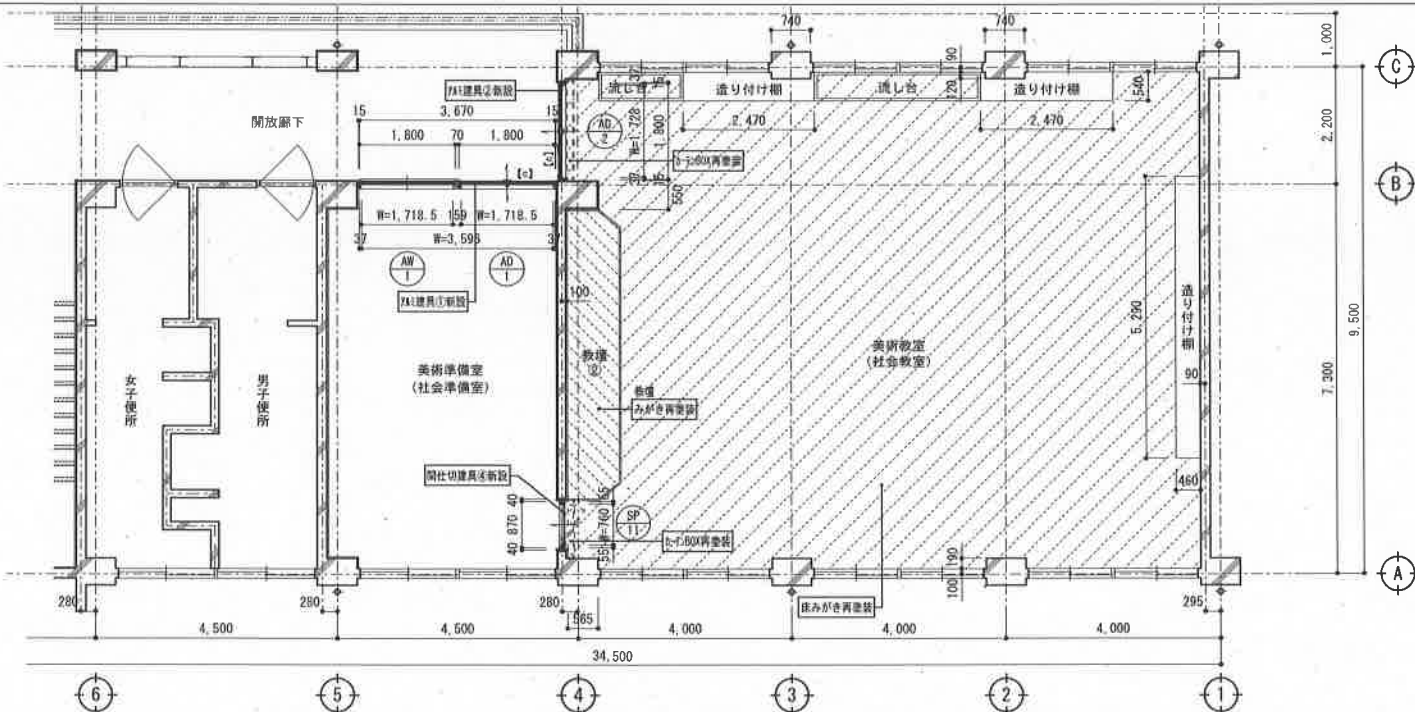 740
740
1,000
C
開放廊下
アルミ建具②新設
15
3,670
15
1,800
70
1,800
【c】
【c】
AD
2
37
15
W=1,728
1,800
37
15
550
カーテンBOX再塗装
流し台
造り付け棚
2,470
流し台
造り付け棚
2,470
90
120
540
2,200
B
W=1,718.5
159
W=1,718.5
37
W=3,596
37
AW
1
AD
1
アルミ建具①新設
100
教壇
②
教壇
みがき再塗装
美術準備室
(社会準備室)
美術教室
(社会教室)
女子便所
男子便所
5,290
造り付け棚
90
460
7,300
9,500
間仕切建具④新設
40
870
40
55
W=760
55
SP
11
カーテンBOX再塗装
床みがき再塗装
190
100
A
280
280
280
565
295
4,500
4,500
4,000
4,000
4,000
34,500
6
5
4
3
2
1